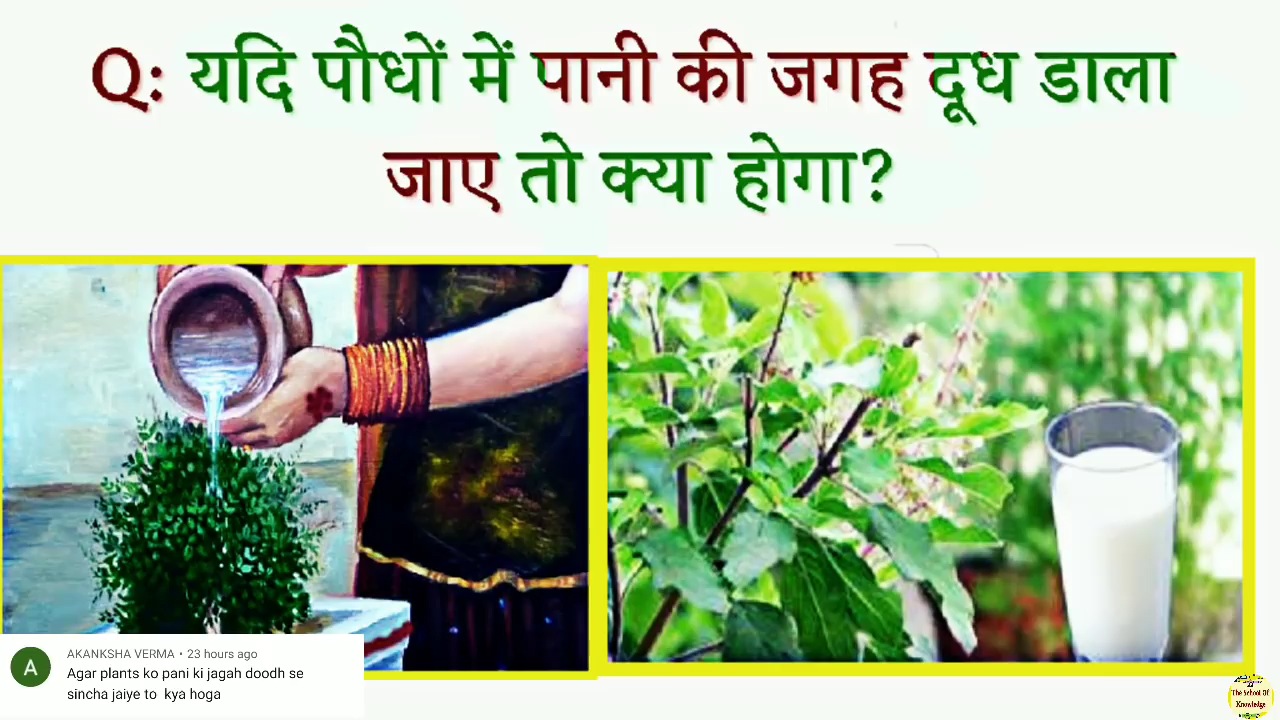 Q: यदि पौधों में पानी की जगह दूध डाला
जाए तो क्या होगा?
A
AKANKSHA VERMA • 23 hours ago
Agar plants ko pani ki jagah doodh se
sincha jaiye to kya hoga
The School Of
Knowledge